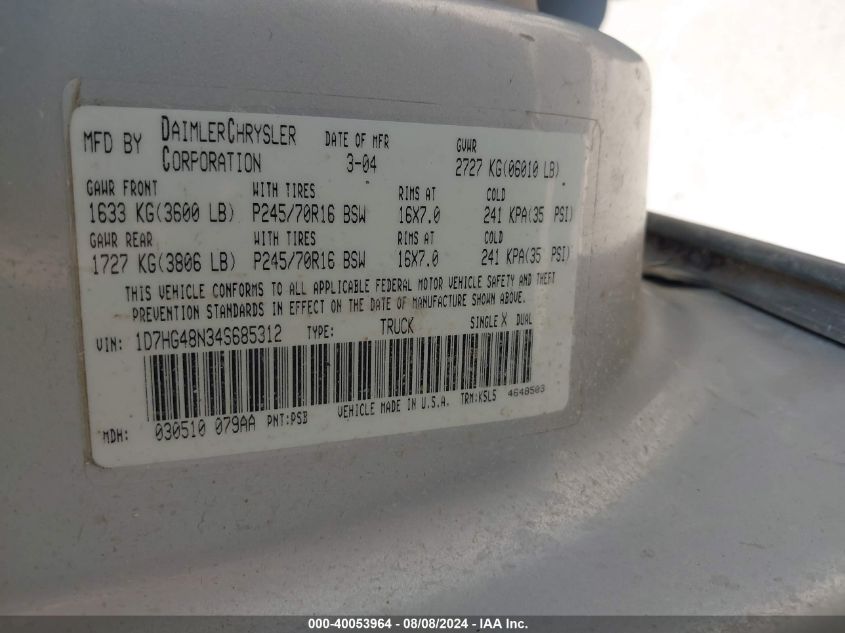 MFD BY DAIMLERCHRYSLER CORPORATION DATE OF MFR 3-04 GVWR 2727 KG(06010 LB)
GAWR FRONT WITH TIRES RIMS AT COLD
1633 KG(3600 LB) P245/70R16 BSW 16X7.0 241 KPA(35 PSI)
GAWR REAR WITH TIRES RIMS AT COLD
1727 KG(3806 LB) P245/70R16 BSW 16X7.0 241 KPA(35 PSI)
THIS VEHICLE CONFORMS TO ALL APPLICABLE FEDERAL MOTOR VEHICLE SAFETY AND THEFT
PREVENTION STANDARDS IN EFFECT ON THE DATE OF MANUFACTURE SHOWN ABOVE.
VIN: 1D7HG48N34S685312 TYPE: TRUCK SINGLE X DUAL
MDH: 030510 079AA PNT:PSB VEHICLE MADE IN U.S.A. TRM:KSL5 4648503
000-40053964 - 08/08/2024 - IAA Inc.